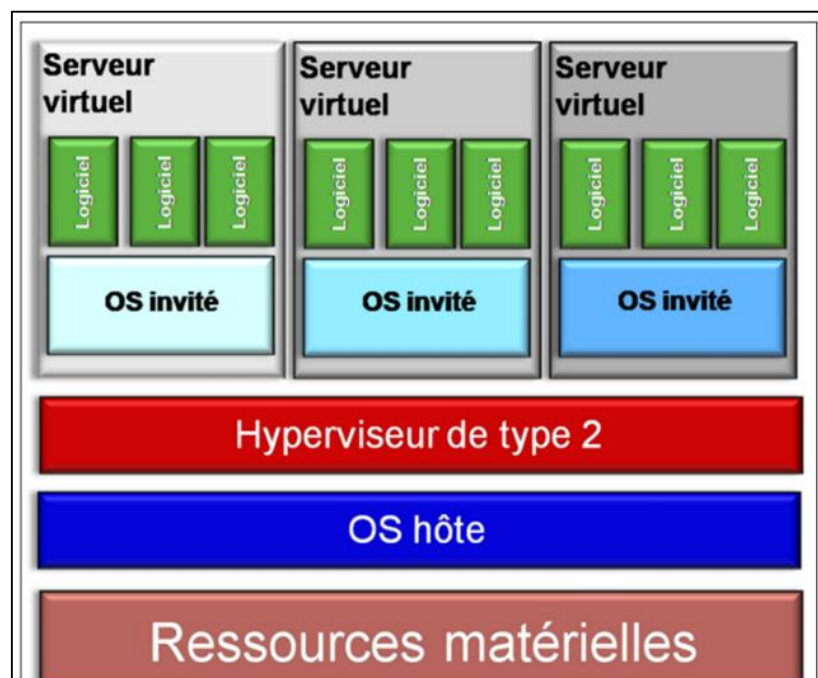 Serveur
virtuel
Serveur
virtuel
Serveur
virtuel
Logiciel
Logiciel
Logiciel
Logiciel
Logiciel
Logiciel
Logiciel
Logiciel
Logiciel
OS invité
OS invité
OS invité
Hyperviseur de type 2
OS hôte
Ressources matérielles